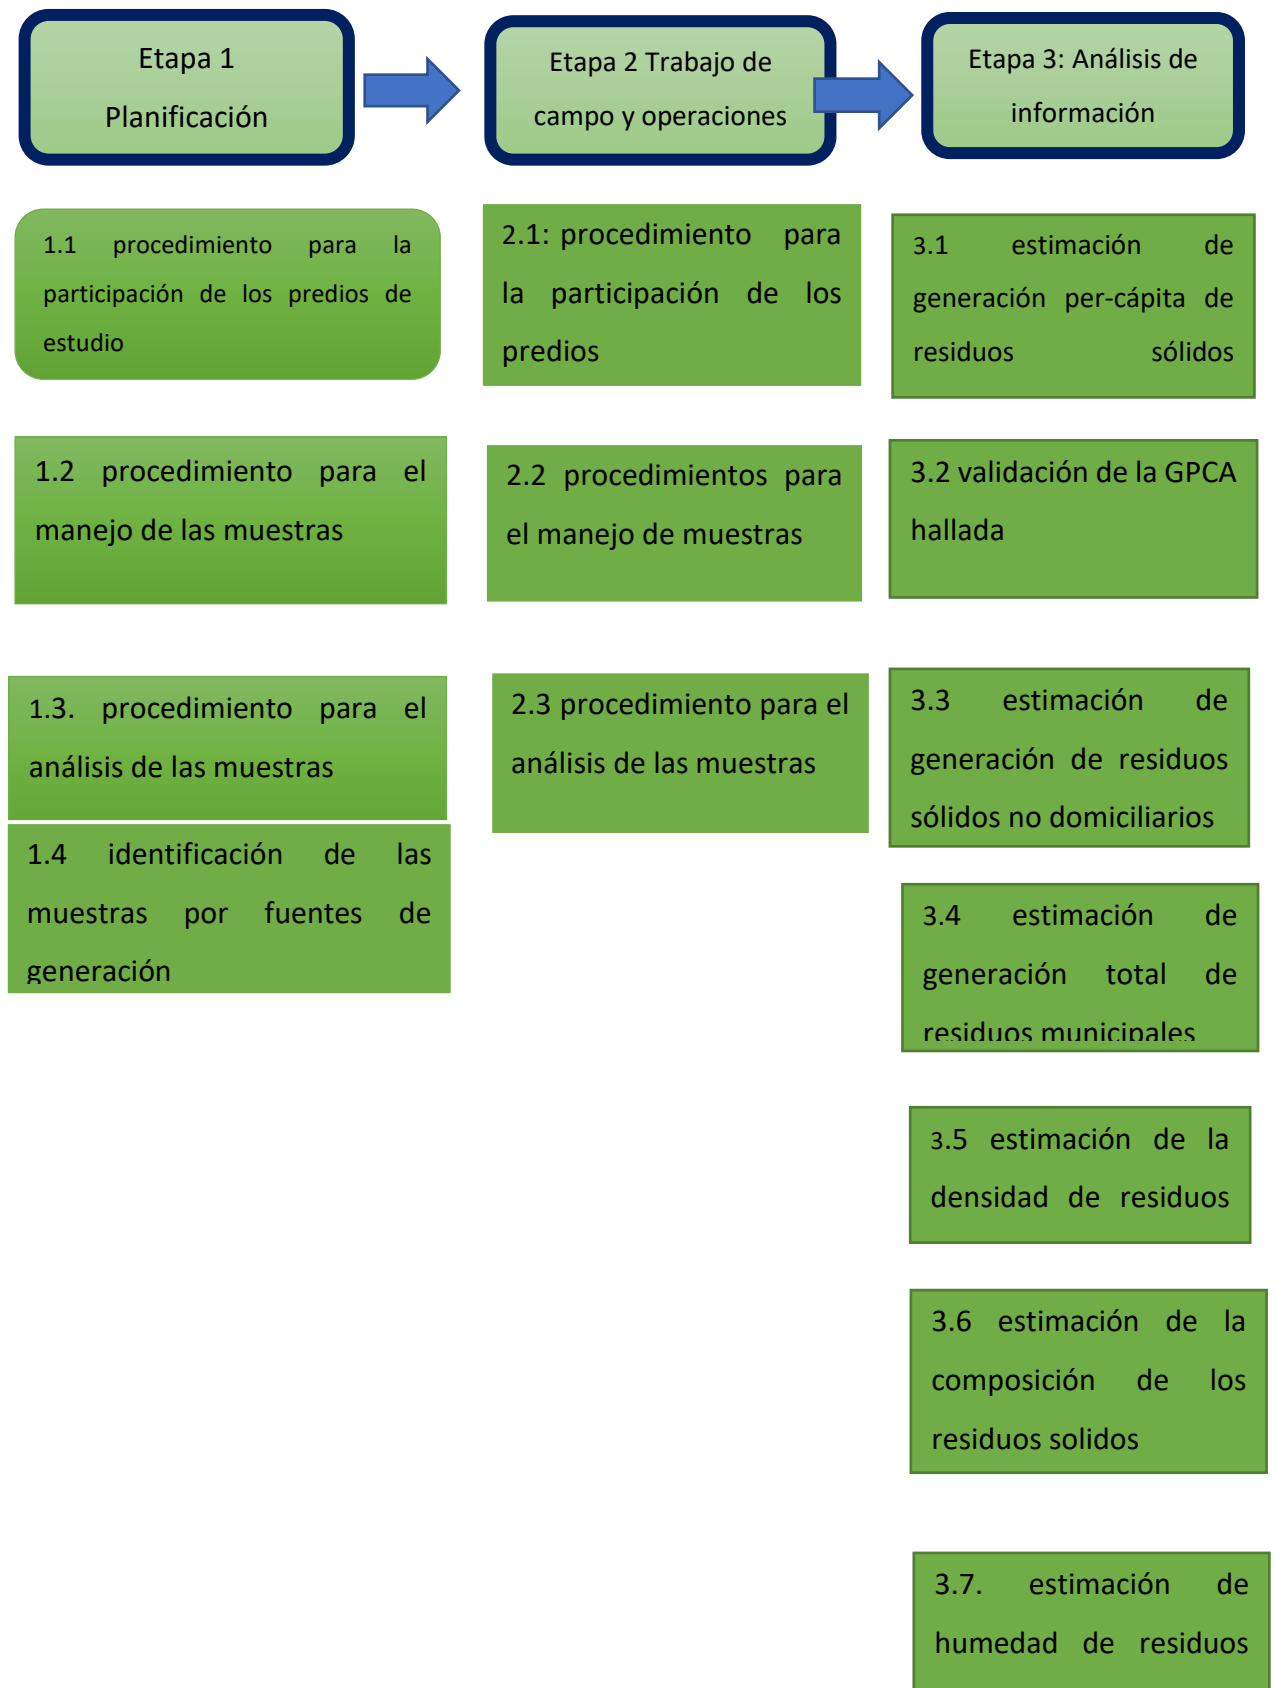 Etapa 1
Planificación
Etapa 2 Trabajo de
campo y operaciones
Etapa 3: Análisis de
información
1.1 procedimiento para la
participación de los predios de
estudio
1.2 procedimiento para el
manejo de las muestras
1.3. procedimiento para el
análisis de las muestras
1.4 identificación de las
muestras por fuentes de
generación
2.1: procedimiento para
la participación de los
predios
2.2 procedimientos para
el manejo de muestras
2.3 procedimiento para el
análisis de las muestras
3.1 estimación de
generación per-cápita de
residuos sólidos
3.2 validación de la GPCA
hallada
3.3 estimación de
generación de residuos
sólidos no domiciliarios
3.4 estimación de
generación total de
residuos municipales
3.5 estimación de la
densidad de residuos
3.6 estimación de la
composición de los
residuos solidos
3.7. estimación de
humedad de residuos